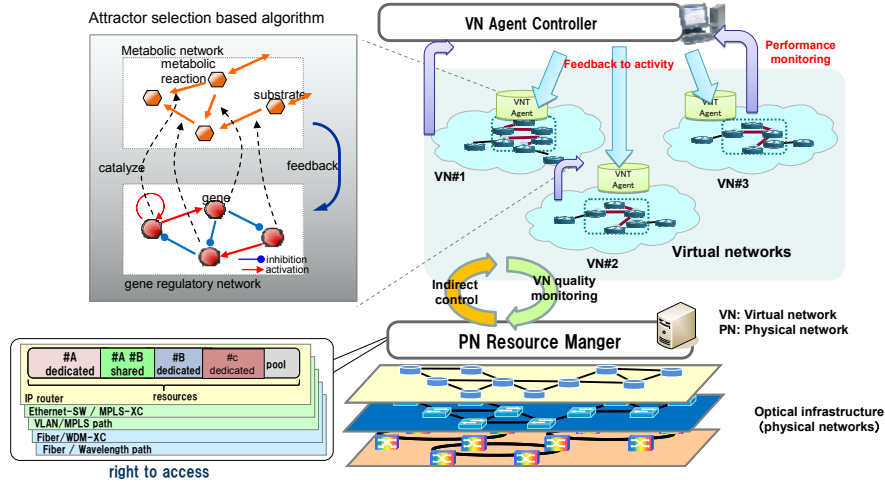 Attractor selection based algorithm
Metabolic network
metabolic
reaction
substrate
catalyze
feedback
gene
inhibition
activation
gene regulatory network
VN Agent Controller
Feedback to activity
Performance
monitoring
VNT
Agent
VN#1
VNT
Agent
VN#2
VNT
Agent
VN#3
Virtual networks
Indirect
control
VN quality
monitoring
PN Resource Manger
VN: Virtual network
PN: Physical network
#A
dedicated
#A #B
shared
#B
dedicated
#c
dedicated
pool
resources
IP router
Ethernet-SW / MPLS-XC
VLAN/MPLS path
Fiber/WDM-XC
Fiber / Wavelength path
right to access
Optical infrastructure
(physical networks)